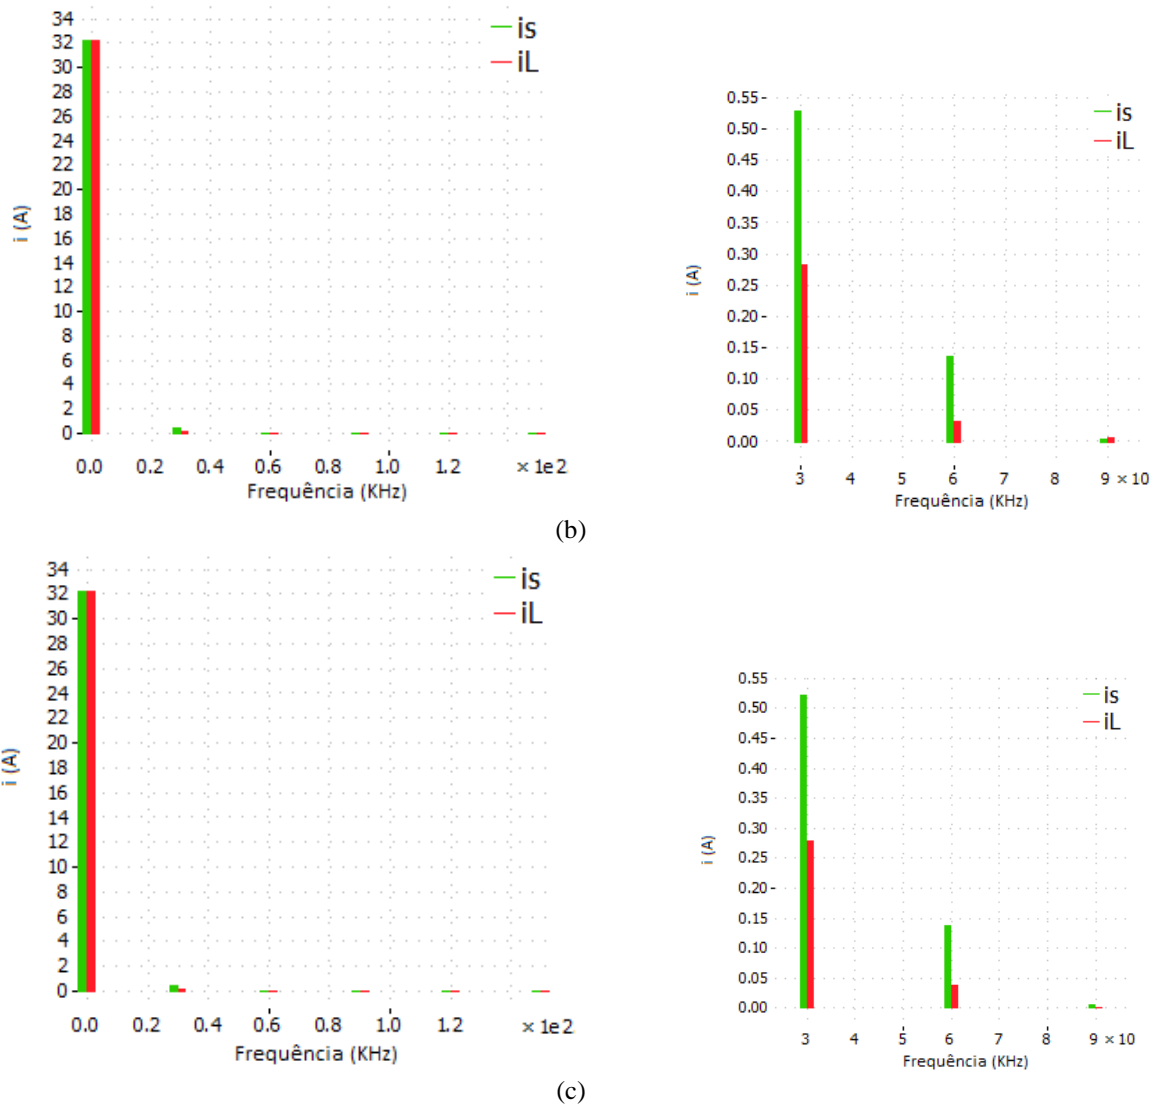 34
32
30
28
26
24
22
20
18
16
14
12
10
8
6
4
2
0
i (A)
is
iL
0.0 0.2 0.4 0.6 0.8 1.0 1.2 × 1e2
Frequência (KHz)
0.55
0.50
0.45
0.40
0.35
0.30
0.25
0.20
0.15
0.10
0.05
0.00
i (A)
is
iL
3 4 5 6 7 8 9 × 10
Frequência (KHz)
(b)
34
32
30
28
26
24
22
20
18
16
14
12
10
8
6
4
2
0
i (A)
is
iL
0.0 0.2 0.4 0.6 0.8 1.0 1.2 × 1e2
Frequência (KHz)
0.55
0.50
0.45
0.40
0.35
0.30
0.25
0.20
0.15
0.10
0.05
0.00
i (A)
is
iL
3 4 5 6 7 8 9 × 10
Frequência (KHz)
(c)